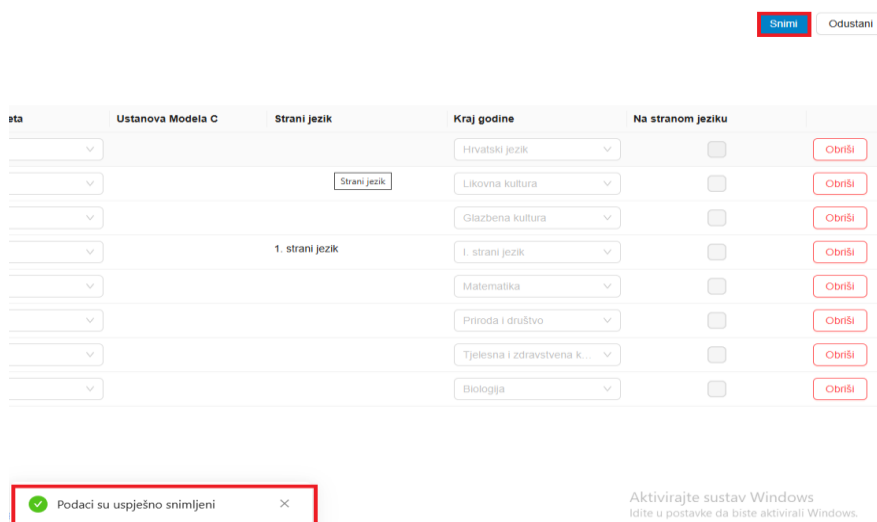 Snimi Odustani
eta Ustanova Modela C Strani jezik Kraj godine Na stranom jeziku
Hrvatski jezik Obriši
Strani jezik Likovna kultura Obriši
Glazbena kultura Obriši
1. strani jezik I. strani jezik Obriši
Matematika Obriši
Priroda i društvo Obriši
Tjelesna i zdravstvena k... Obriši
Biologija Obriši
Podaci su uspješno snimljeni
Aktivirajte sustav Windows
Idite u postavke da biste aktivirali Windows.